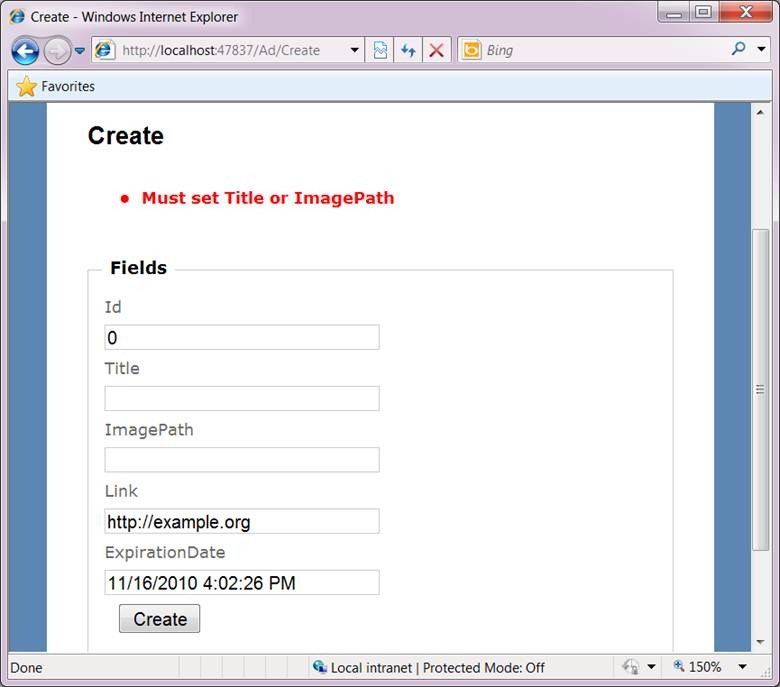 Create - Windows Internet Explorer
http://localhost:47837/Ad/Create
Bing
Favorites
Create
Must set Title or ImagePath
Fields
Id
0
Title
ImagePath
Link
http://example.org
ExpirationDate
11/16/2010 4:02:26 PM
Create
Done
Local intranet | Protected Mode: Off
150%